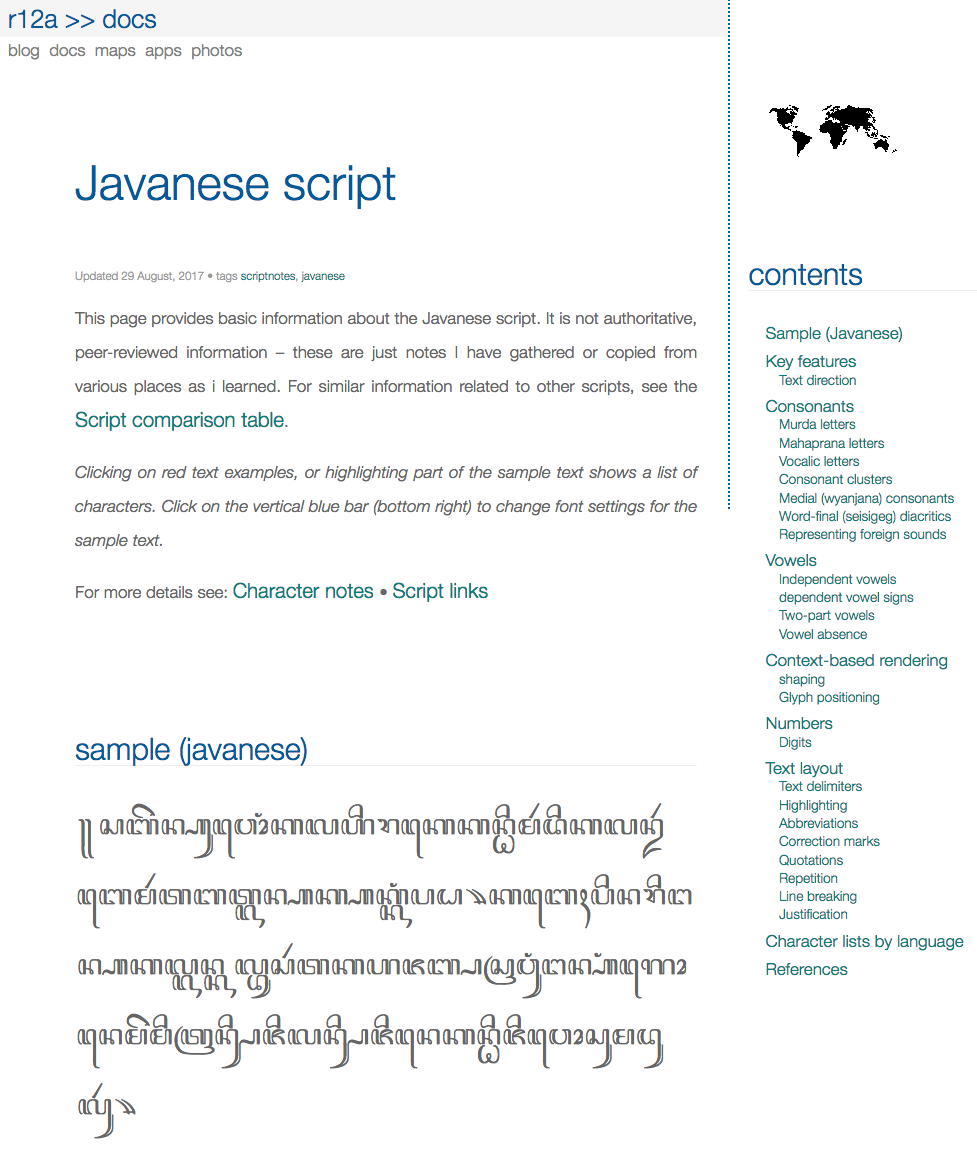 r12a >> docs
blog docs maps apps photos
Javanese script
Updated 29 August, 2017 • tags scriptnotes, javanese
This page provides basic information about the Javanese script. It is not authoritative,
peer-reviewed information – these are just notes I have gathered or copied from
various places as i learned. For similar information related to other scripts, see the
Script comparison table.
Clicking on red text examples, or highlighting part of the sample text shows a list of
characters. Click on the vertical blue bar (bottom right) to change font settings for the
sample text.
For more details see: Character notes • Script links
sample (javanese)
contents
Sample (Javanese)
Key features
Text direction
Consonants
Murda letters
Mahaprana letters
Vocalic letters
Consonant clusters
Medial (wyanjana) consonants
Word-final (seisigeg) diacritics
Representing foreign sounds
Vowels
Independent vowels
dependent vowel signs
Two-part vowels
Vowel absence
Context-based rendering
shaping
Glyph positioning
Numbers
Digits
Text layout
Text delimiters
Highlighting
Abbreviations
Correction marks
Quotations
Repetition
Line breaking
Justification
Character lists by language
References